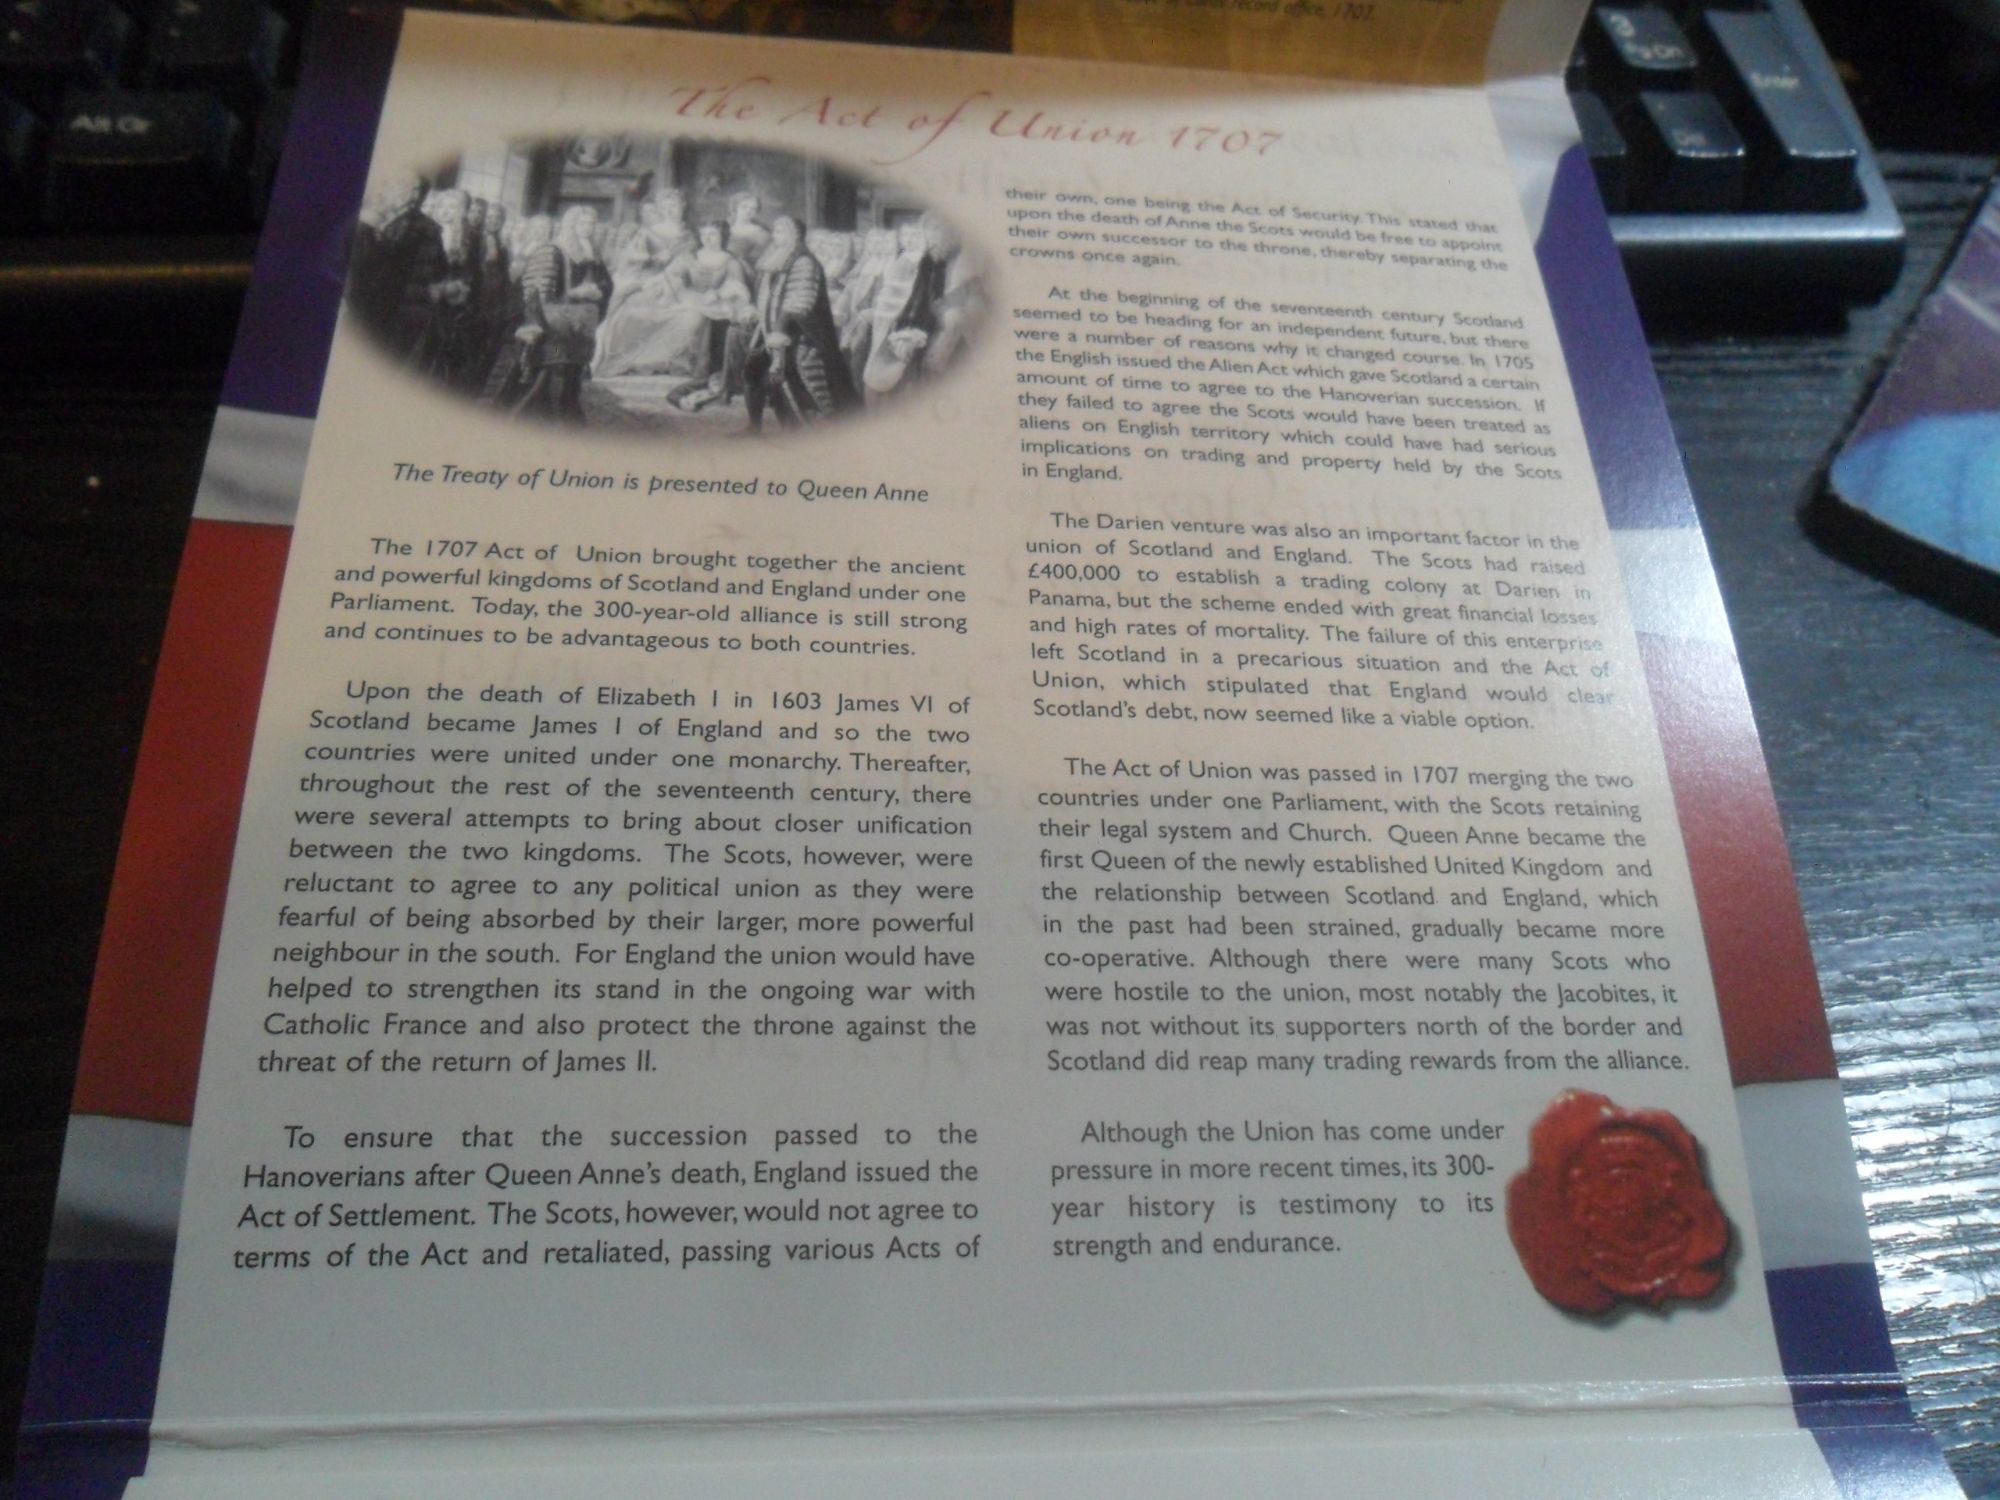 record office, 1707.
Alt Gr
3
Pg Dn
Enter
Del
The Act of Union 1707
The Treaty of Union is presented to Queen Anne
The 1707 Act of Union brought together the ancient
and powerful kingdoms of Scotland and England under one
Parliament. Today, the 300-year-old alliance is still strong
and continues to be advantageous to both countries.
Upon the death of Elizabeth I in 1603 James VI of
Scotland became James I of England and so the two
countries were united under one monarchy. Thereafter,
throughout the rest of the seventeenth century, there
were several attempts to bring about closer unification
between the two kingdoms. The Scots, however, were
reluctant to agree to any political union as they were
fearful of being absorbed by their larger, more powerful
neighbour in the south. For England the union would have
helped to strengthen its stand in the ongoing war with
Catholic France and also protect the throne against the
threat of the return of James II.
To ensure that the succession passed to the
Hanoverians after Queen Anne's death, England issued the
Act of Settlement. The Scots, however, would not agree to
terms of the Act and retaliated, passing various Acts of
their own, one being the Act of Security. This stated that
upon the death of Anne the Scots would be free to appoint
their own successor to the throne, thereby separating the
crowns once again.
At the beginning of the seventeenth century Scotland
seemed to be heading for an independent future, but there
were a number of reasons why it changed course. In 1705
the English issued the Alien Act which gave Scotland a certain
amount of time to agree to the Hanoverian succession. If
they failed to agree the Scots would have been treated as
aliens on English territory which could have had serious
implications on trading and property held by the Scots
in England.
The Darien venture was also an important factor in the
union of Scotland and England. The Scots had raised
£400,000 to establish a trading colony at Darien in
Panama, but the scheme ended with great financial losses
and high rates of mortality. The failure of this enterprise
left Scotland in a precarious situation and the Act of
Union, which stipulated that England would clear
Scotland's debt, now seemed like a viable option.
The Act of Union was passed in 1707 merging the two
countries under one Parliament, with the Scots retaining
their legal system and Church. Queen Anne became the
first Queen of the newly established United Kingdom and
the relationship between Scotland and England, which
in the past had been strained, gradually became more
co-operative. Although there were many Scots who
were hostile to the union, most notably the Jacobites, it
was not without its supporters north of the border and
Scotland did reap many trading rewards from the alliance.
Although the Union has come under
pressure in more recent times, its 300-
year history is testimony to its
strength and endurance.